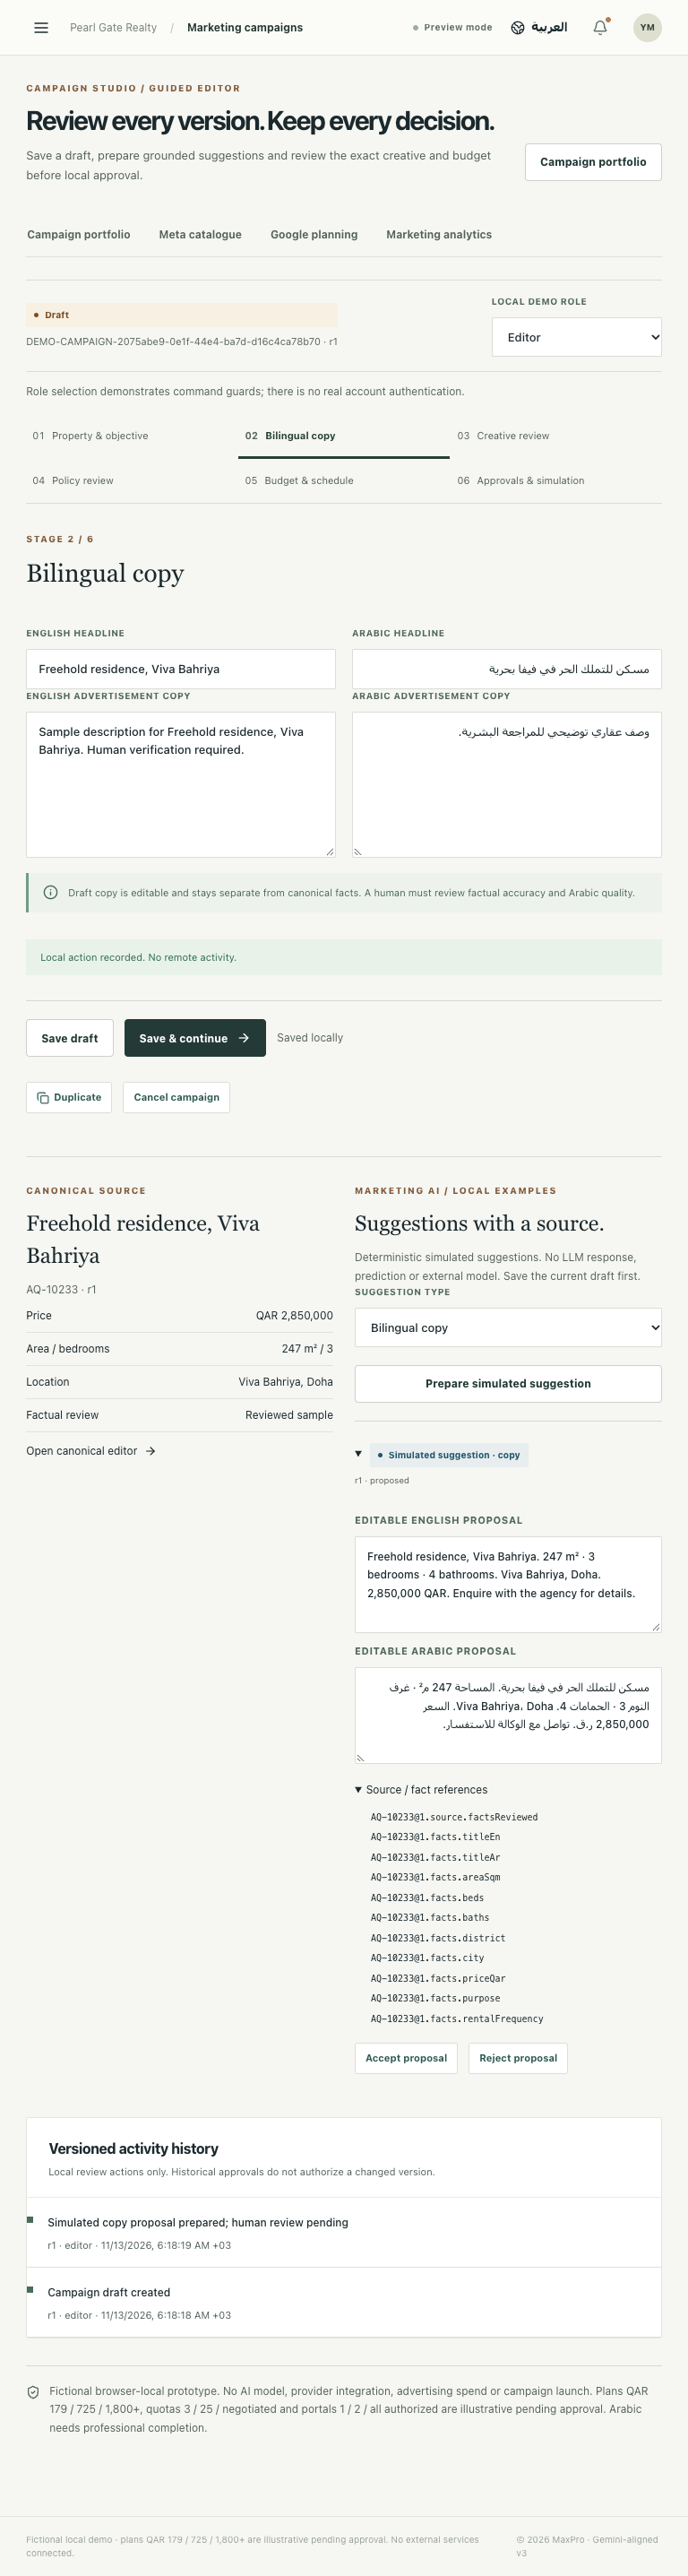 Pearl Gate Realty / Marketing campaigns
Preview mode
العربية
YM
CAMPAIGN STUDIO / GUIDED EDITOR
Review every version. Keep every decision.
Save a draft, prepare grounded suggestions and review the exact creative and budget
before local approval.
Campaign portfolio
Campaign portfolio
Meta catalogue
Google planning
Marketing analytics
Draft
DEMO-CAMPAIGN-2075abe9-0e1f-44e4-ba7d-d16c4ca78b70 · r1
LOCAL DEMO ROLE
Editor
Role selection demonstrates command guards; there is no real account authentication.
01 Property & objective
02 Bilingual copy
03 Creative review
04 Policy review
05 Budget & schedule
06 Approvals & simulation
STAGE 2 / 6
Bilingual copy
ENGLISH HEADLINE
Freehold residence, Viva Bahriya
ARABIC HEADLINE
مسكن للتملك الحر في فيفا بحرية
ENGLISH ADVERTISEMENT COPY
Sample description for Freehold residence, Viva
Bahriya. Human verification required.
ARABIC ADVERTISEMENT COPY
وصف عقاري توضيحي للمراجعة البشرية.
Draft copy is editable and stays separate from canonical facts. A human must review factual accuracy and Arabic quality.
Local action recorded. No remote activity.
Save draft
Save & continue
Saved locally
Duplicate
Cancel campaign
CANONICAL SOURCE
Freehold residence, Viva
Bahriya
AQ-10233 · r1
Price QAR 2,850,000
Area / bedrooms 247 m² / 3
Location Viva Bahriya, Doha
Factual review Reviewed sample
Open canonical editor
MARKETING AI / LOCAL EXAMPLES
Suggestions with a source.
Deterministic simulated suggestions. No LLM response,
prediction or external model. Save the current draft first.
SUGGESTION TYPE
Bilingual copy
Prepare simulated suggestion
Simulated suggestion · copy
r1 · proposed
EDITABLE ENGLISH PROPOSAL
Freehold residence, Viva Bahriya. 247 m² · 3
bedrooms · 4 bathrooms. Viva Bahriya, Doha.
2,850,000 QAR. Enquire with the agency for details.
EDITABLE ARABIC PROPOSAL
مسكن للتملك الحر في فيفا بحرية. المساحة 247 م² · غرف
النوم 3 · الحمامات 4. Viva Bahriya، Doha. السعر
2,850,000 ر.ق. تواصل مع الوكالة للاستفسار.
Source / fact references
AQ-10233@1.source.factsReviewed
AQ-10233@1.facts.titleEn
AQ-10233@1.facts.titleAr
AQ-10233@1.facts.areaSqm
AQ-10233@1.facts.beds
AQ-10233@1.facts.baths
AQ-10233@1.facts.district
AQ-10233@1.facts.city
AQ-10233@1.facts.priceQar
AQ-10233@1.facts.purpose
AQ-10233@1.facts.rentalFrequency
Accept proposal
Reject proposal
Versioned activity history
Local review actions only. Historical approvals do not authorize a changed version.
Simulated copy proposal prepared; human review pending
r1 · editor · 11/13/2026, 6:18:19 AM +03
Campaign draft created
r1 · editor · 11/13/2026, 6:18:18 AM +03
Fictional browser-local prototype. No AI model, provider integration, advertising spend or campaign launch. Plans QAR
179 / 725 / 1,800+, quotas 3 / 25 / negotiated and portals 1 / 2 / all authorized are illustrative pending approval. Arabic
needs professional completion.
Fictional local demo · plans QAR 179 / 725 / 1,800+ are illustrative pending approval. No external services
connected.
© 2026 MaxPro · Gemini-aligned
v3